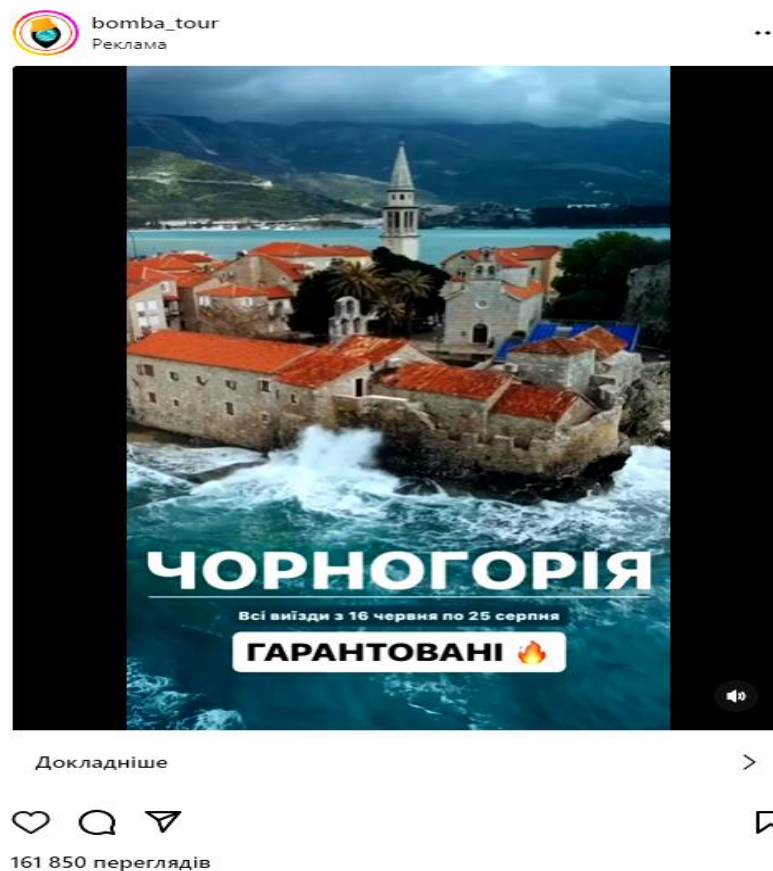 bomba_tour
Реклама
ЧОРНОГОРІЯ
Всі виїзди з 16 червня по 25 серпня
ГАРАНТОВАНІ 🔥
Докладніше
161 850 переглядів